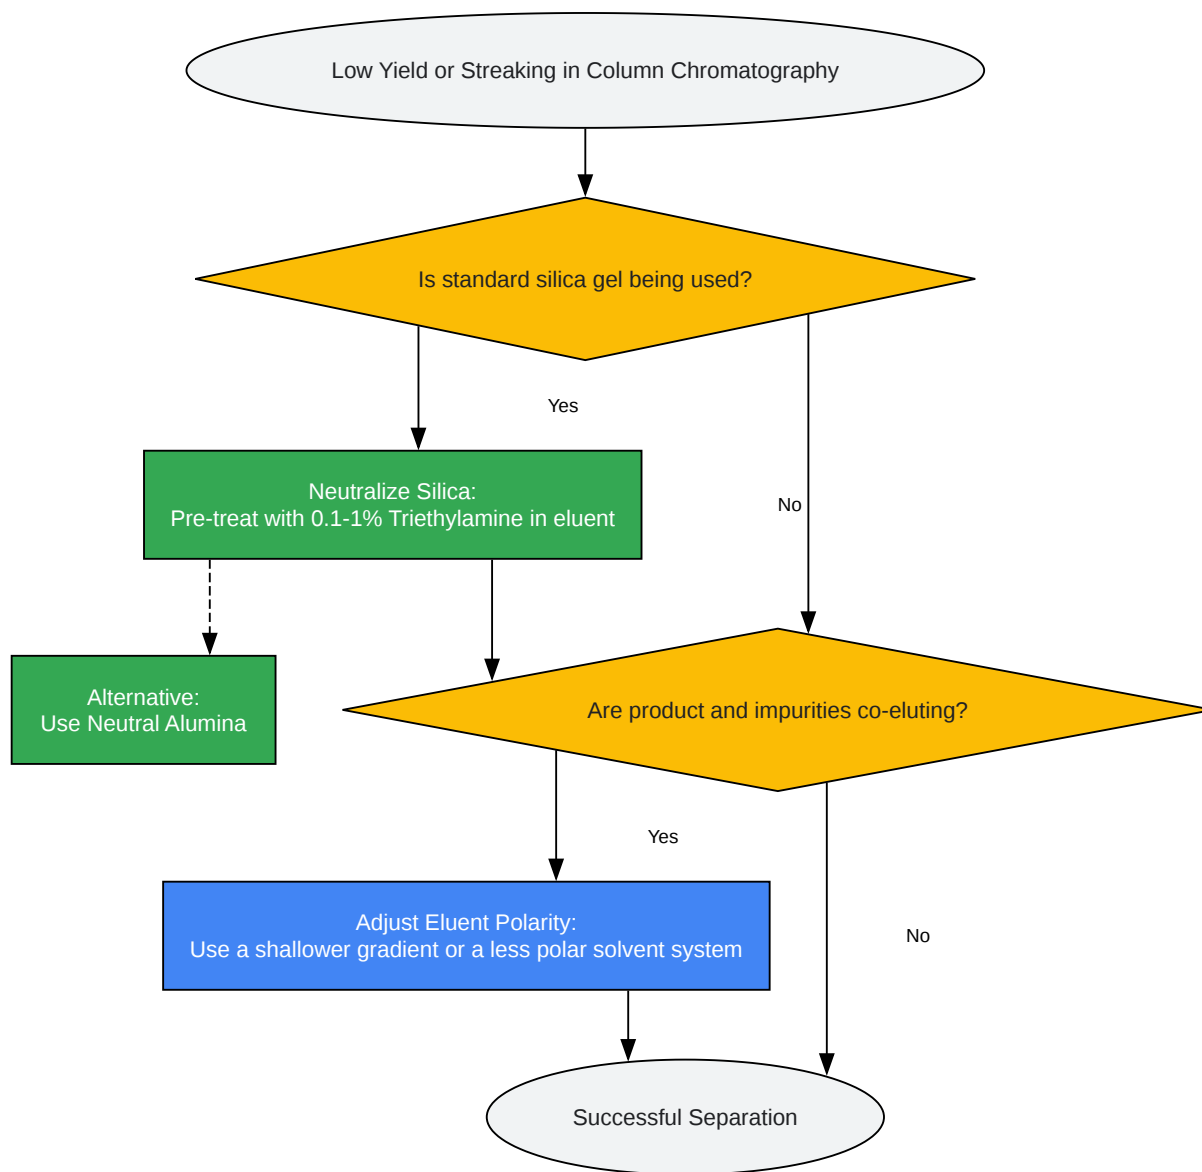 Low Yield or Streaking in Column Chromatography
Is standard silica gel being used?
Yes
Neutralize Silica:
Pre-treat with 0.1-1% Triethylamine in eluent
No
Alternative:
Use Neutral Alumina
Are product and impurities co-eluting?
Yes
Adjust Eluent Polarity:
Use a shallower gradient or a less polar solvent system
No
Successful Separation